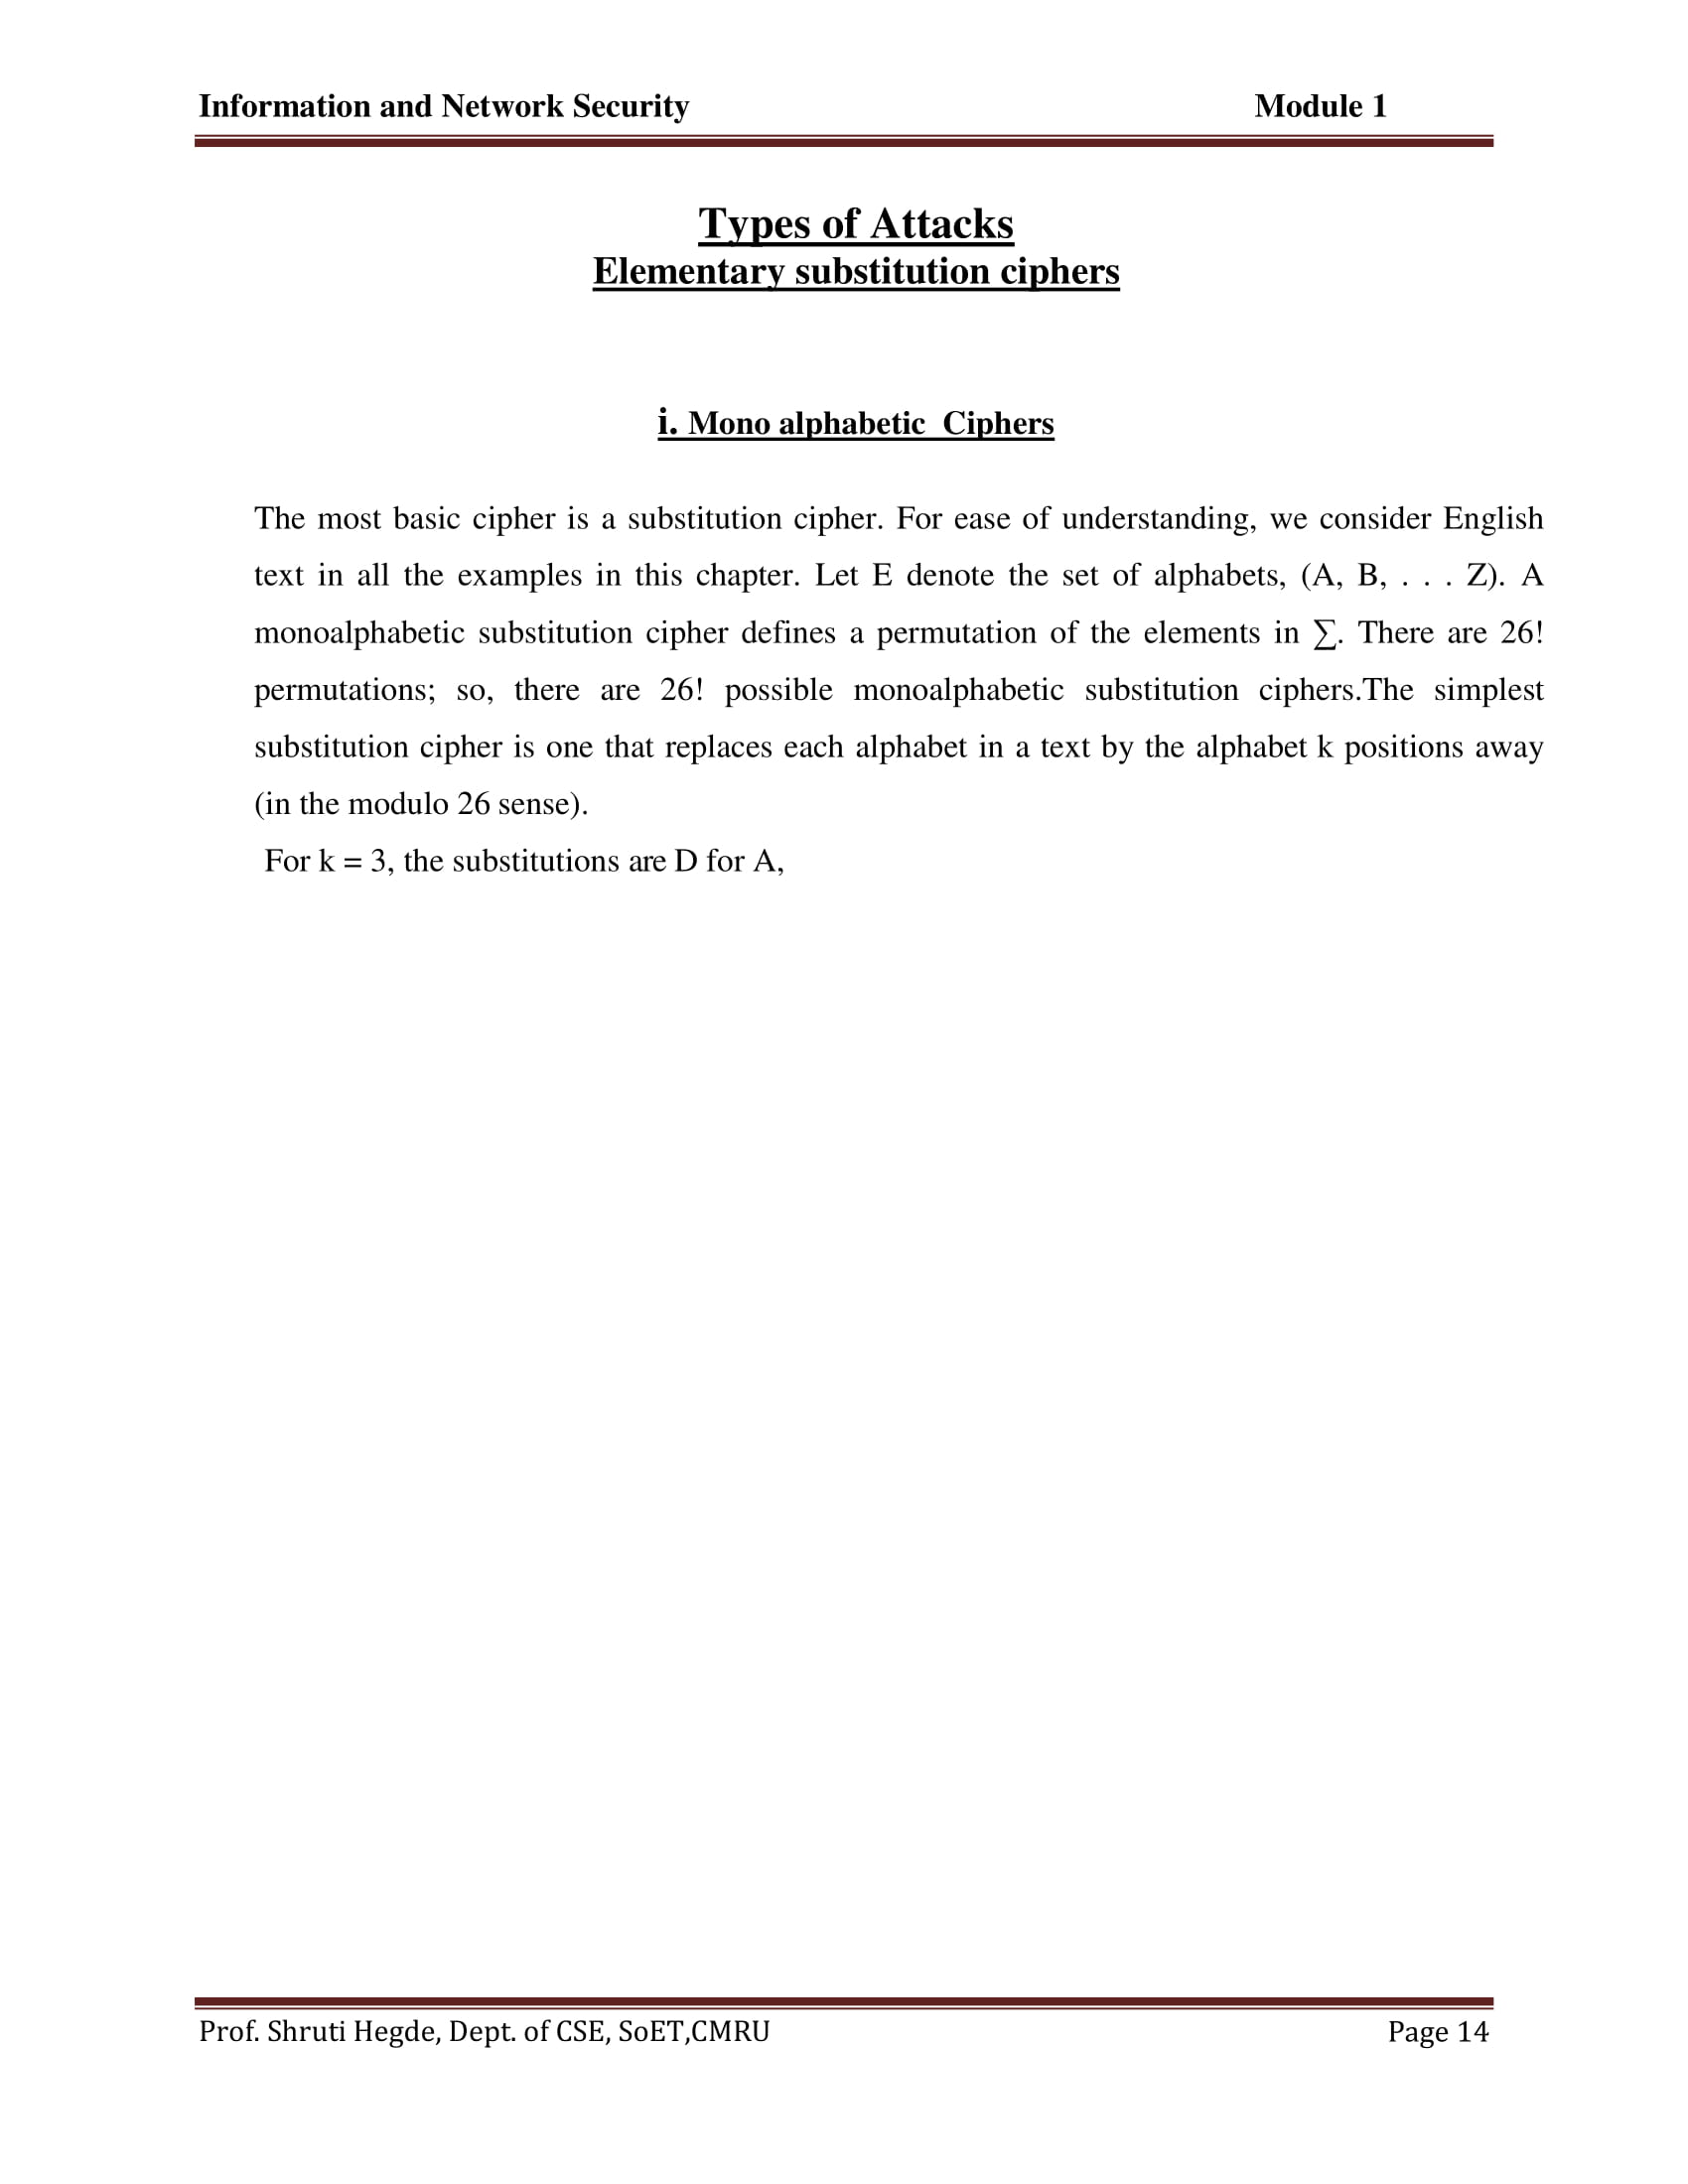 Information and Network Security Module 1
Types of Attacks
Elementary substitution ciphers
i. Mono alphabetic  Ciphers
The most basic cipher is a substitution cipher. For ease of understanding, we consider English
text in all the examples in this chapter. Let E denote the set of alphabets, (A, B, . . . Z). A
monoalphabetic substitution cipher defines a permutation of the elements in ∑. There are 26!
permutations; so, there are 26! possible monoalphabetic substitution ciphers.The simplest
substitution cipher is one that replaces each alphabet in a text by the alphabet k positions away
(in the modulo 26 sense).
For k = 3, the substitutions are D for A,
Prof. Shruti Hegde, Dept. of CSE, SoET,CMRU Page 14